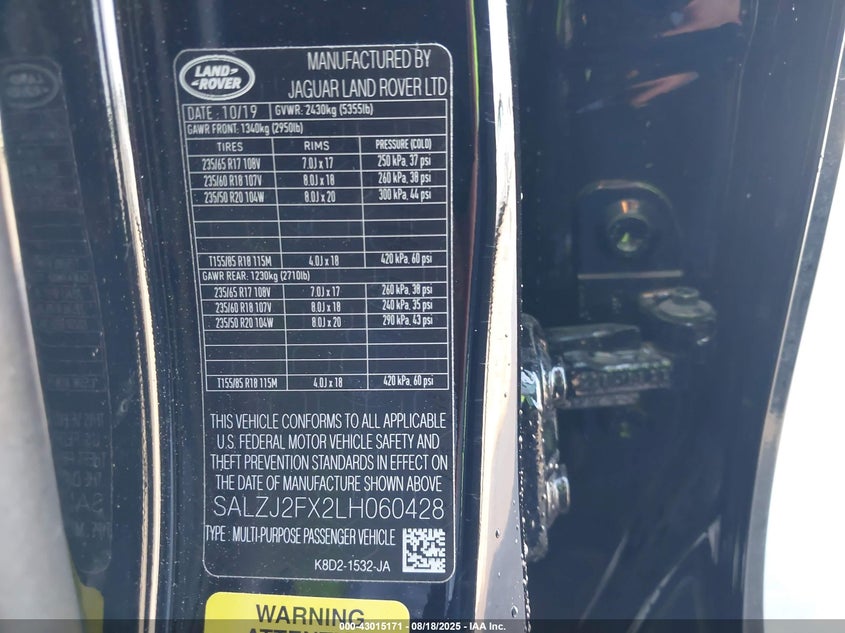 LAND-
ROVER
MANUFACTURED BY
JAGUAR LAND ROVER LTD
DATE : 10/19 GVWR: 2430kg (5355lb)
GAWR FRONT: 1340kg (2950lb)
TIRES RIMS PRESSURE (COLD)
235/65 R17 108V 7.0J x 17 250 kPa, 37 psi
235/60 R18 107V 8.0J x 18 260 kPa, 38 psi
235/50 R20 104W 8.0J x 20 300 kPa, 44 psi
T155/85 R18 115M 4.0J x 18 420 kPa, 60 psi
GAWR REAR: 1230kg (2710lb)
235/65 R17 108V 7.0J x 17 260 kPa, 38 psi
235/60 R18 107V 8.0J x 18 240 kPa, 35 psi
235/50 R20 104W 8.0J x 20 290 kPa, 43 psi
T155/85 R18 115M 4.0J x 18 420 kPa, 60 psi
THIS VEHICLE CONFORMS TO ALL APPLICABLE
U.S. FEDERAL MOTOR VEHICLE SAFETY AND
THEFT PREVENTION STANDARDS IN EFFECT ON
THE DATE OF MANUFACTURE SHOWN ABOVE
SALZJ2FX2LH060428
TYPE : MULTI-PURPOSE PASSENGER VEHICLE
K8D2-1532-JA
WARNING
000-43015171 - 08/18/2025 - IAA Inc.